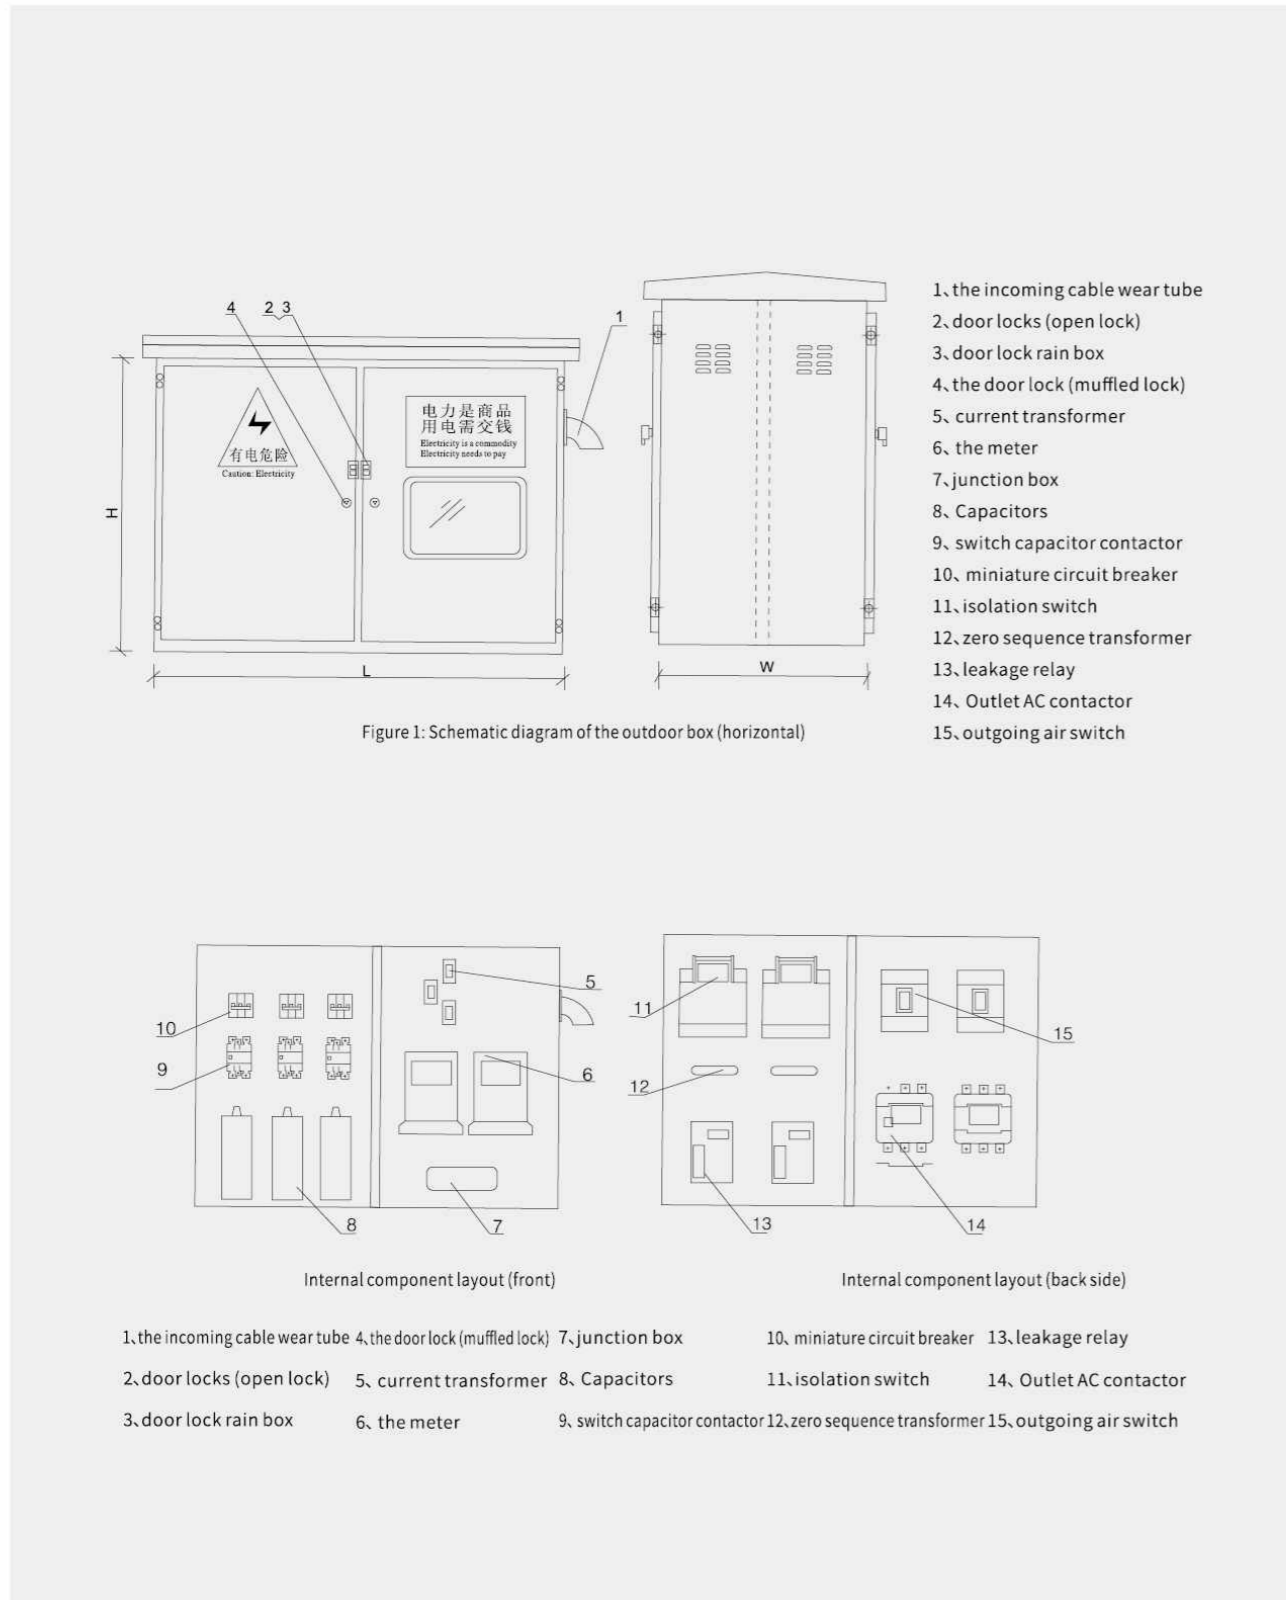 4
2 3
1
电力是商品
用电需交钱
Electricity is a commodity
Electricity needs to pay
有电危险
Caution: Electricity
H
L
W
1、the incoming cable wear tube
2、door locks (open lock)
3、door lock rain box
4、the door lock (muffled lock)
5、current transformer
6、the meter
7、junction box
8、Capacitors
9、switch capacitor contactor
10、miniature circuit breaker
11、isolation switch
12、zero sequence transformer
13、leakage relay
14、Outlet AC contactor
15、outgoing air switch
Figure 1: Schematic diagram of the outdoor box (horizontal)
10
9
8
5
6
7
11
12
13
15
14
Internal component layout (front)
Internal component layout (back side)
1、the incoming cable wear tube 4、the door lock (muffled lock) 7、junction box 10、miniature circuit breaker 13、leakage relay
2、door locks (open lock) 5、current transformer 8、Capacitors 11、isolation switch 14、Outlet AC contactor
3、door lock rain box 6、the meter 9、switch capacitor contactor 12、zero sequence transformer 15、outgoing air switch